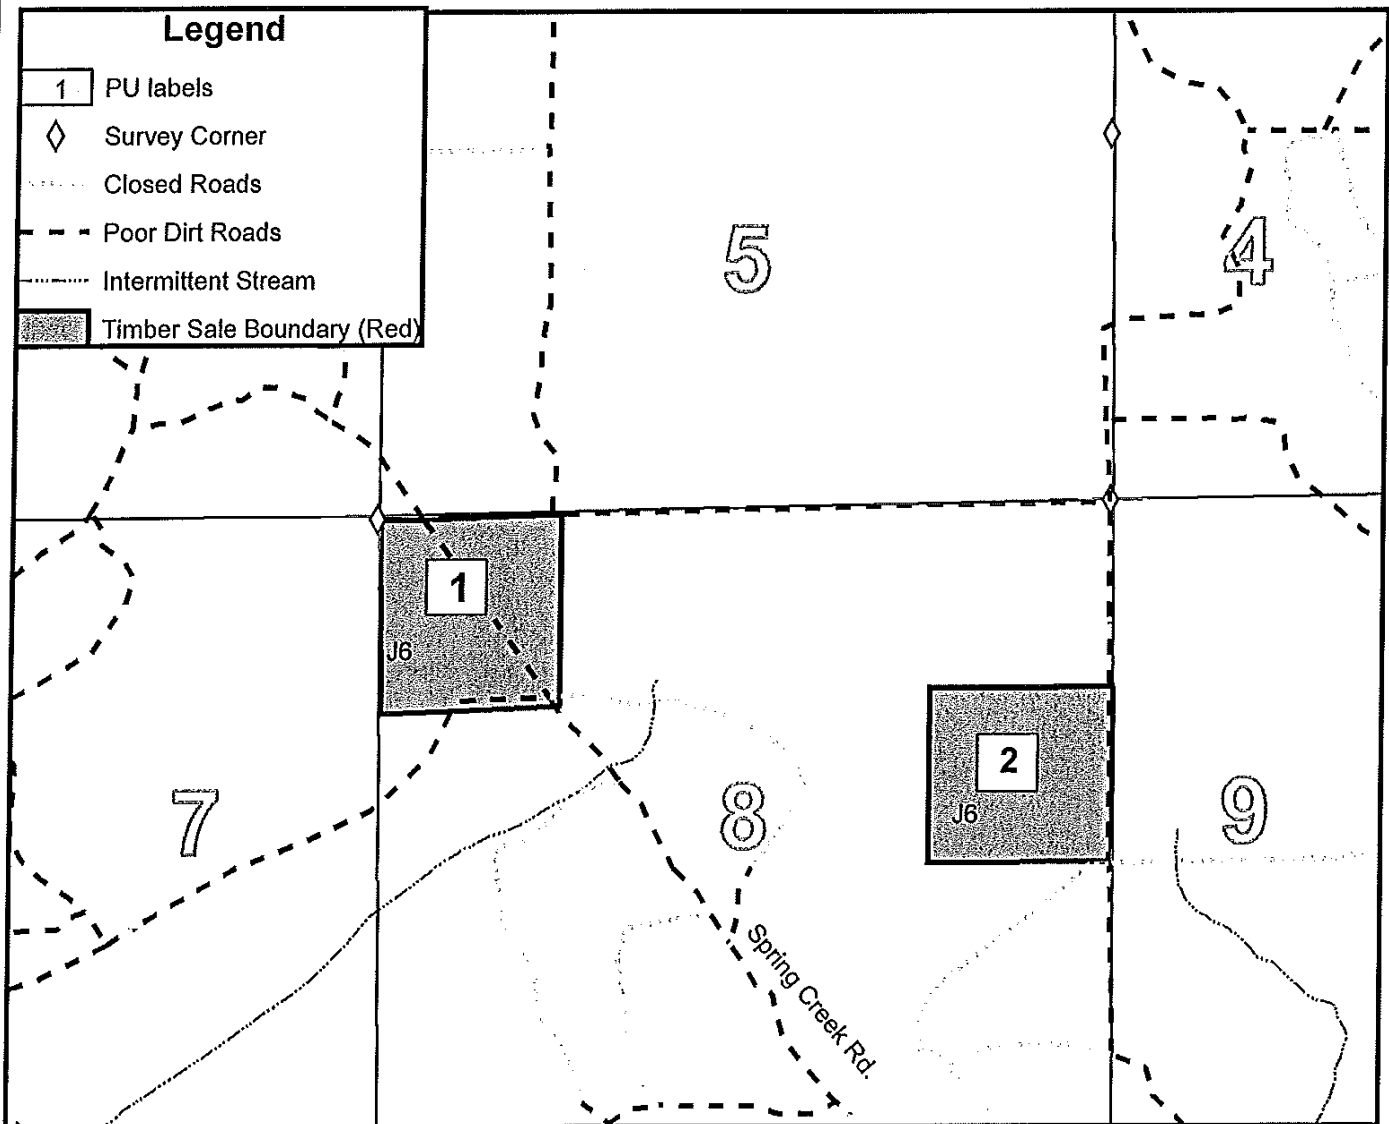 Legend
1 PU labels
Survey Corner
Closed Roads
Poor Dirt Roads
Intermittent Stream
Timber Sale Boundary (Red)
5
4
1
J6
2
J6
7
8
9
Spring Creek Rd.